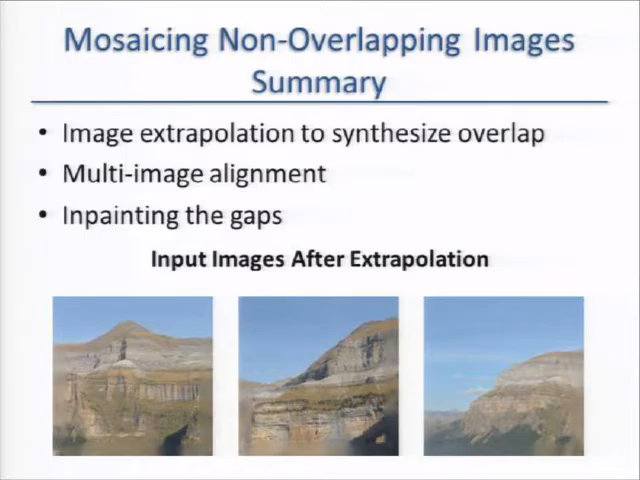 Mosaicing Non-Overlapping Images
Summary
• Image extrapolation to synthesize overlap
• Multi-image alignment
• Inpainting the gaps
Input Images After Extrapolation